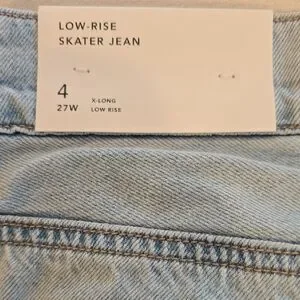 LOW-RISE
SKATER JEAN
4
27W
X-LONG
LOW RISE